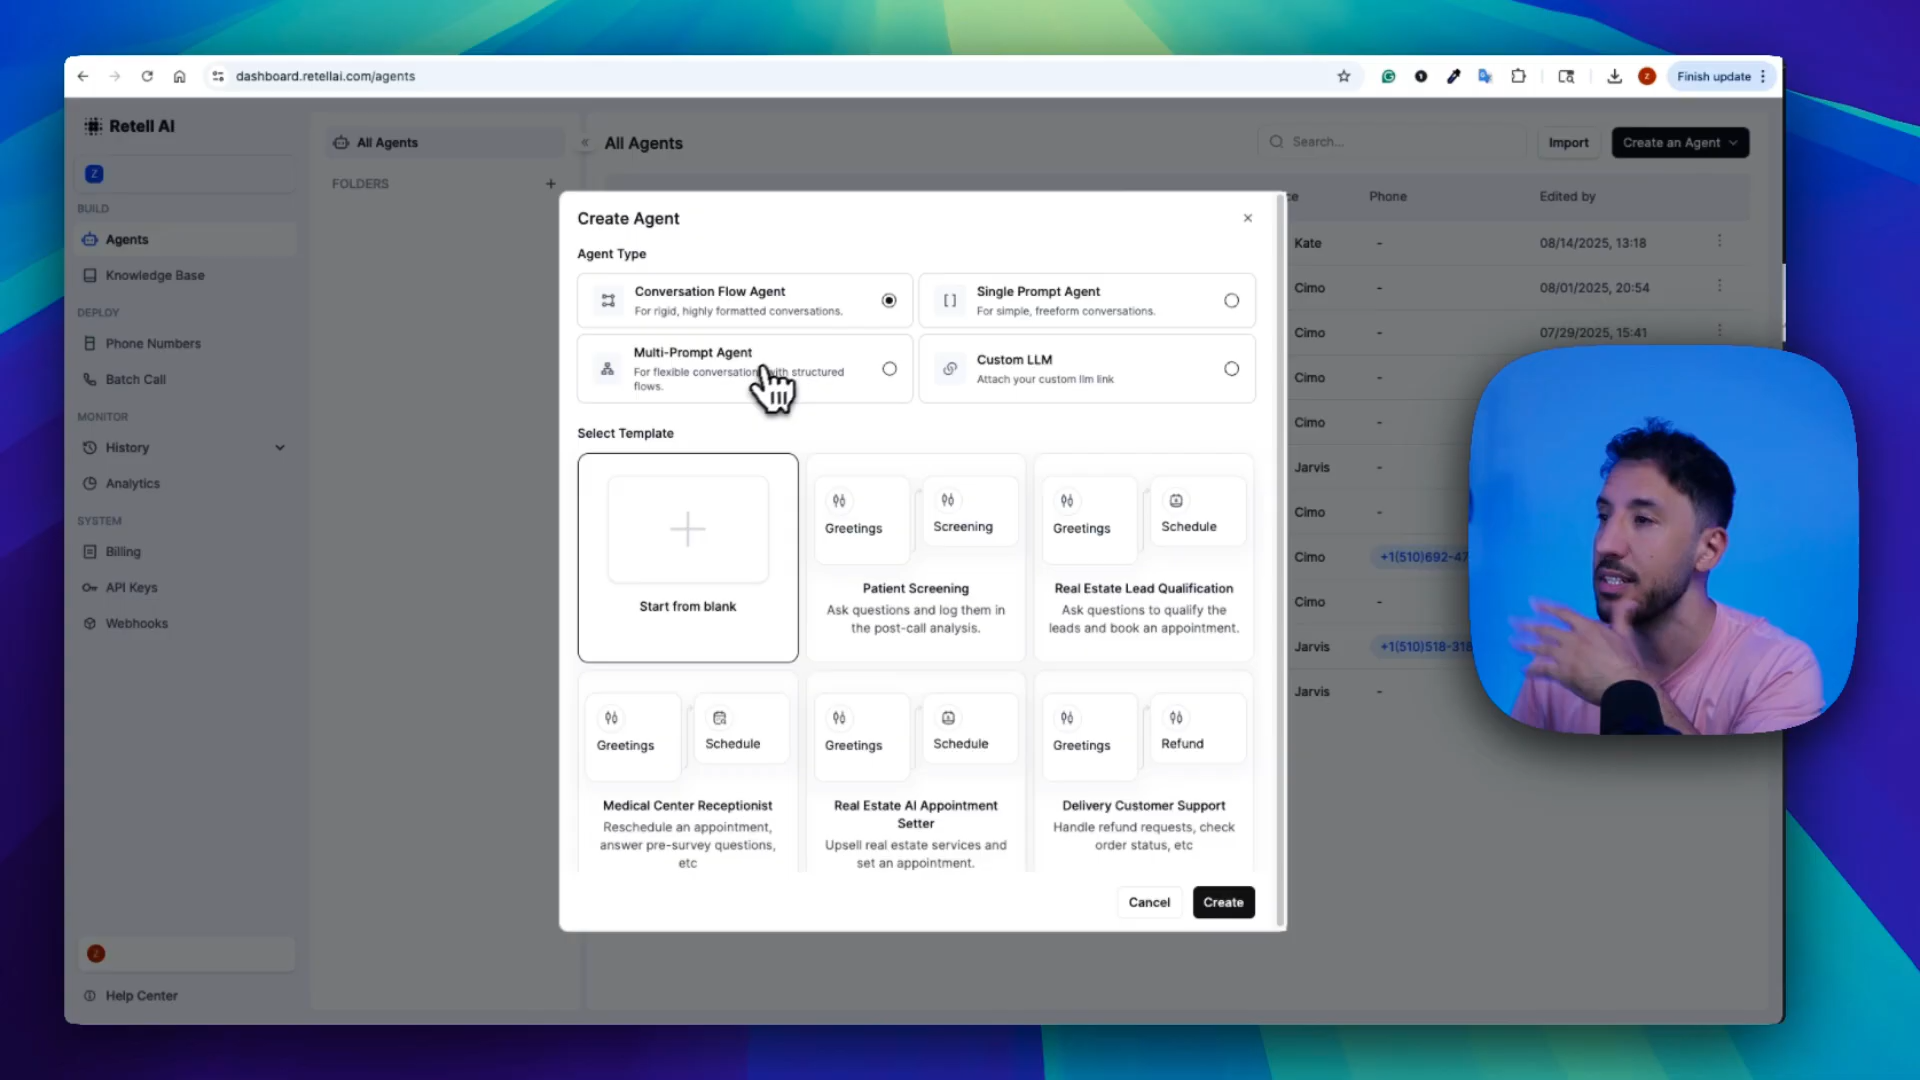 dashboard.retellai.com/agents
Finish update
Z
Retell AI
Z
BUILD
Agents
Knowledge Base
DEPLOY
Phone Numbers
Batch Call
MONITOR
History
Analytics
SYSTEM
Billing
API Keys
Webhooks
Z
Help Center
All Agents
FOLDERS
All Agents
Search...
Import
Create an Agent
ce
Phone
Edited by
Kate
-
08/14/2025, 13:18
Cimo
-
08/01/2025, 20:54
Cimo
-
07/29/2025, 15:41
Cimo
-
Cimo
-
Jarvis
-
Cimo
-
Cimo
+1(510)692-47
Cimo
-
Jarvis
+1(510)518-318
Jarvis
-
Create Agent
Agent Type
Conversation Flow Agent
For rigid, highly formatted conversations.
Single Prompt Agent
For simple, freeform conversations.
Multi-Prompt Agent
For flexible conversation with structured
flows.
Custom LLM
Attach your custom llm link
Select Template
Start from blank
Greetings
Screening
Patient Screening
Ask questions and log them in
the post-call analysis.
Greetings
Schedule
Real Estate Lead Qualification
Ask questions to qualify the
leads and book an appointment.
Greetings
Schedule
Medical Center Receptionist
Reschedule an appointment,
answer pre-survey questions,
etc
Greetings
Schedule
Real Estate AI Appointment
Setter
Upsell real estate services and
set an appointment.
Greetings
Refund
Delivery Customer Support
Handle refund requests, check
order status, etc
Cancel
Create